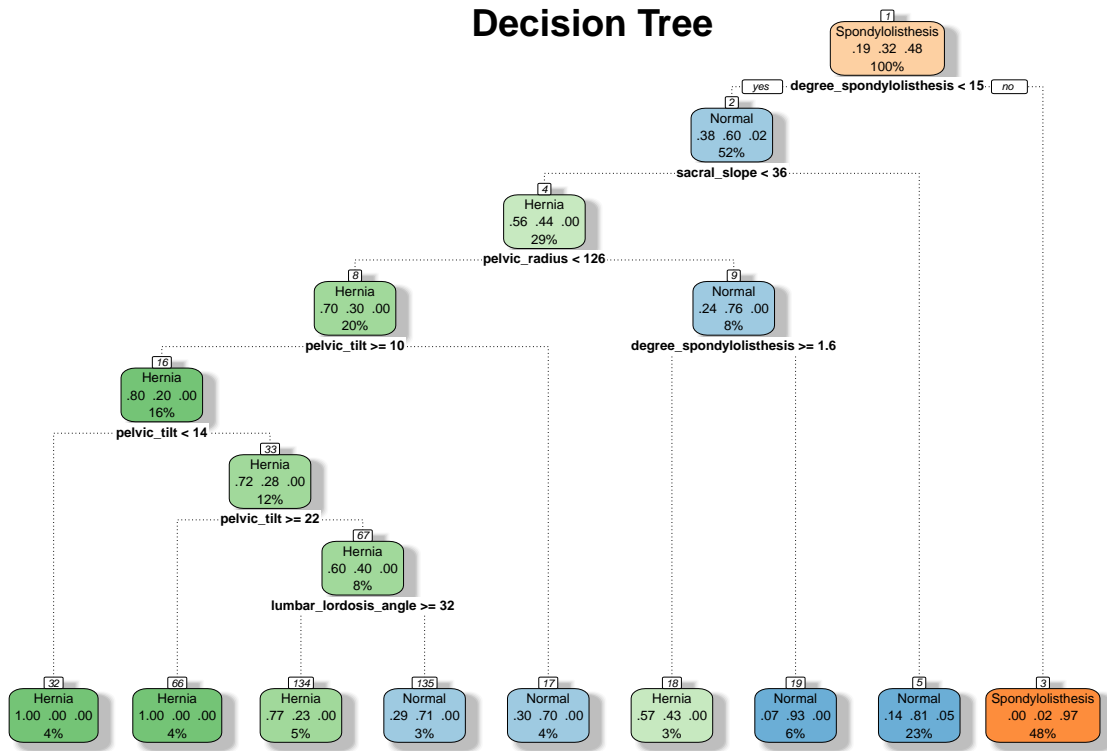 Decision Tree
1
Spondylolisthesis
.19 .32 .48
100%
yes degree_spondylolisthesis < 15 no
2
Normal
.38 .60 .02
52%
sacral_slope < 36
4
Hernia
.56 .44 .00
29%
pelvic_radius < 126
8
Hernia
.70 .30 .00
20%
pelvic_tilt >= 10
9
Normal
.24 .76 .00
8%
degree_spondylolisthesis >= 1.6
16
Hernia
.80 .20 .00
16%
pelvic_tilt < 14
33
Hernia
.72 .28 .00
12%
pelvic_tilt >= 22
67
Hernia
.60 .40 .00
8%
lumbar_lordosis_angle >= 32
32
Hernia
1.00 .00 .00
4%
66
Hernia
1.00 .00 .00
4%
134
Hernia
.77 .23 .00
5%
135
Normal
.29 .71 .00
3%
17
Normal
.30 .70 .00
4%
18
Hernia
.57 .43 .00
3%
19
Normal
.07 .93 .00
6%
5
Normal
.14 .81 .05
23%
3
Spondylolisthesis
.00 .02 .97
48%